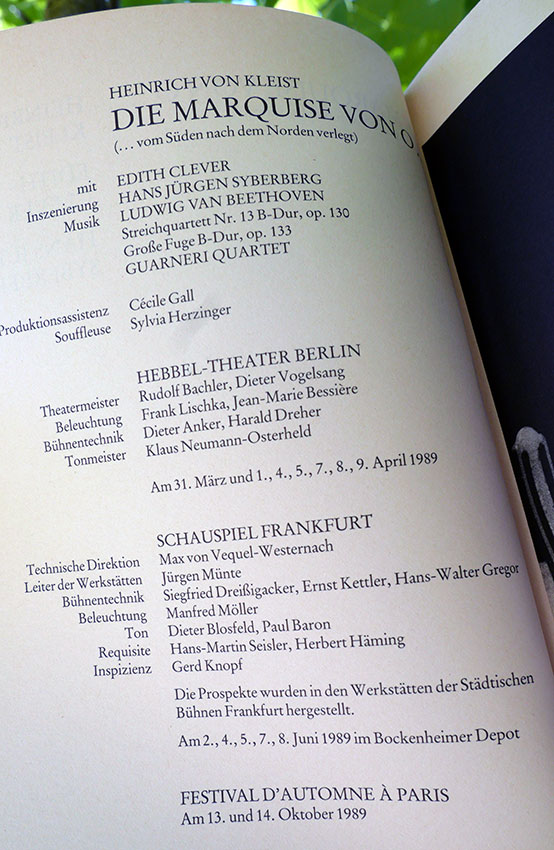 HEINRICH VON KLEIST
DIE MARQUISE VON O.
(... vom Süden nach dem Norden verlegt)
mit EDITH CLEVER
Inszenierung HANS JÜRGEN SYBERBERG
Musik LUDWIG VAN BEETHOVEN
Streichquartett Nr. 13 B-Dur, op. 130
Große Fuge B-Dur, op. 133
GUARNERI QUARTET
Produktionsassistenz Cécile Gall
Souffleuse Sylvia Herzinger
HEBBEL-THEATER BERLIN
Theatermeister Rudolf Bachler, Dieter Vogelsang
Beleuchtung Frank Lischka, Jean-Marie Bessière
Bühnentechnik Dieter Anker, Harald Dreher
Tonmeister Klaus Neumann-Osterheld
Am 31. März und 1., 4., 5., 7., 8., 9. April 1989
SCHAUSPIEL FRANKFURT
Technische Direktion Max von Vequel-Westernach
Leiter der Werkstätten Jürgen Münte
Bühnentechnik Siegfried Dreißigacker, Ernst Kettler, Hans-Walter Gregor
Beleuchtung Manfred Möller
Ton Dieter Blosfeld, Paul Baron
Requisite Hans-Martin Seisler, Herbert Häming
Inspizienz Gerd Knopf
Die Prospekte wurden in den Werkstätten der Städtischen
Bühnen Frankfurt hergestellt.
Am 2., 4., 5., 7., 8. Juni 1989 im Bockenheimer Depot
FESTIVAL D'AUTOMNE À PARIS
Am 13. und 14. Oktober 1989